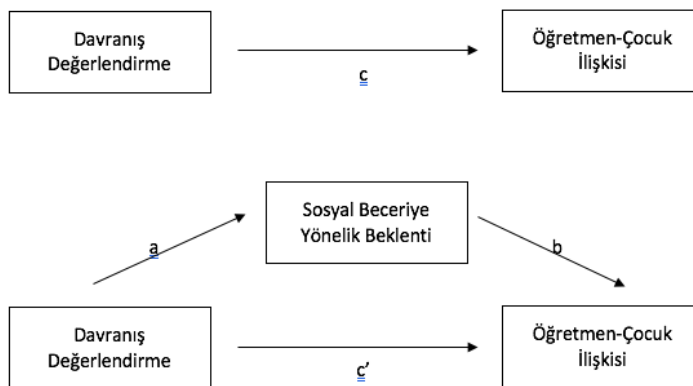 Davranış
Değerlendirme
Öğretmen-Çocuk
İlişkisi
c
Sosyal Beceriye
Yönelik Beklenti
a
b
Davranış
Değerlendirme
Öğretmen-Çocuk
İlişkisi
c’